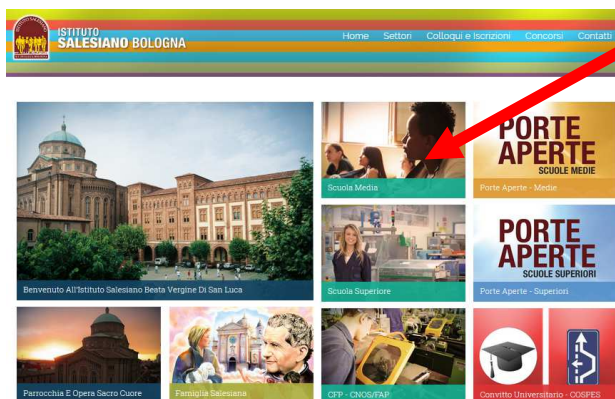 ISTITUTO
SALESIANO BOLOGNA
Home Settori Colloqui e Iscrizioni Concorsi Contatti
PORTE
APERTE
SCUOLE MEDIE
Scuola Media
Porte Aperte - Medie
PORTE
APERTE
SCUOLE SUPERIORI
Benvenuto All'Istituto Salesiano Beata Vergine Di San Luca
Scuola Superiore
Porte Aperte - Superiori
Parrocchia E Opera Sacro Cuore
Famiglia Salesiana
CFP - CNOS/FAP
Convitto Universitario - COSFES